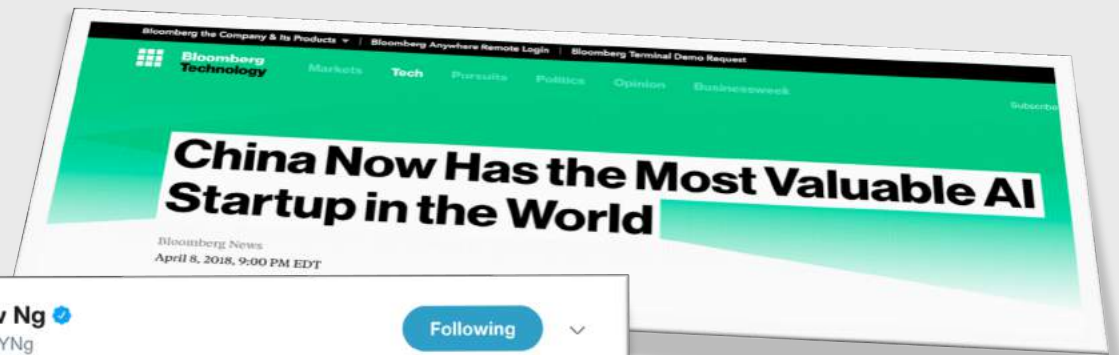 Bloomberg the Company & Its Products Bloomberg Anywhere Remote Login Bloomberg Terminal Demo Request
Bloomberg
Technology
Markets Tech Pursuits Politics Opinion Businessweek
Subscribe
China Now Has the Most Valuable AI
Startup in the World
Bloomberg News
April 8, 2018, 9:00 PM EDT
Ng
YNg
Following